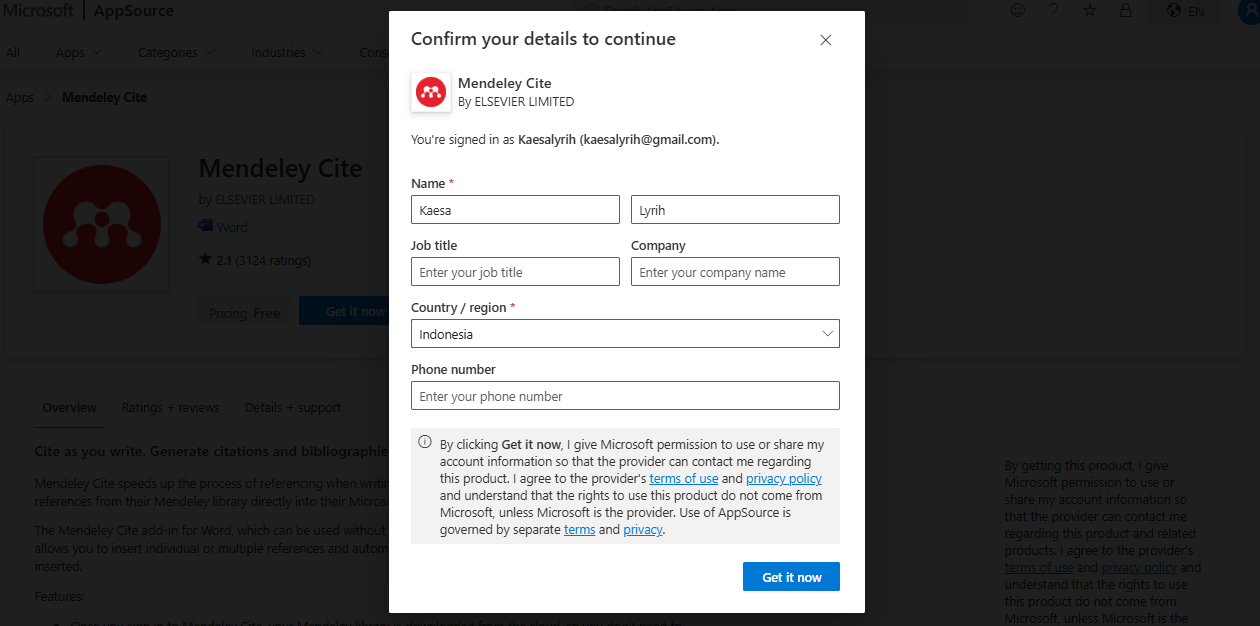 Microsoft | AppSource
EN
All Apps Categories Industries
Apps > Mendeley Cite
Mendeley Cite
by ELSEVIER LIMITED
Word
2.1 (3124 ratings)
Pricing Free Get it now
Overview Ratings + reviews Details + support
Cite as you write. Generate citations and bibliographie
Mendeley Cite speeds up the process of referencing when writin
references from their Mendeley library directly into their Micros
The Mendeley Cite add-in for Word, which can be used without
allows you to insert individual or multiple references and autom
inserted.
Features:
Confirm your details to continue
Mendeley Cite
By ELSEVIER LIMITED
You're signed in as Kaesalyrih (kaesalyrih@gmail.com).
Name *
Kaesa Lyrih
Job title Company
Enter your job title Enter your company name
Country / region *
Indonesia
Phone number
Enter your phone number
By clicking Get it now, I give Microsoft permission to use or share my
account information so that the provider can contact me regarding
this product. I agree to the provider's terms of use and privacy policy
and understand that the rights to use this product do not come from
Microsoft, unless Microsoft is the provider. Use of AppSource is
governed by separate terms and privacy.
Get it now
By getting this product, I give
Microsoft permission to use or
share my account information so
that the provider can contact me
regarding this product and related
products. I agree to the provider's
terms of use and privacy policy and
understand that the rights to use
this product do not come from
Microsoft, unless Microsoft is the